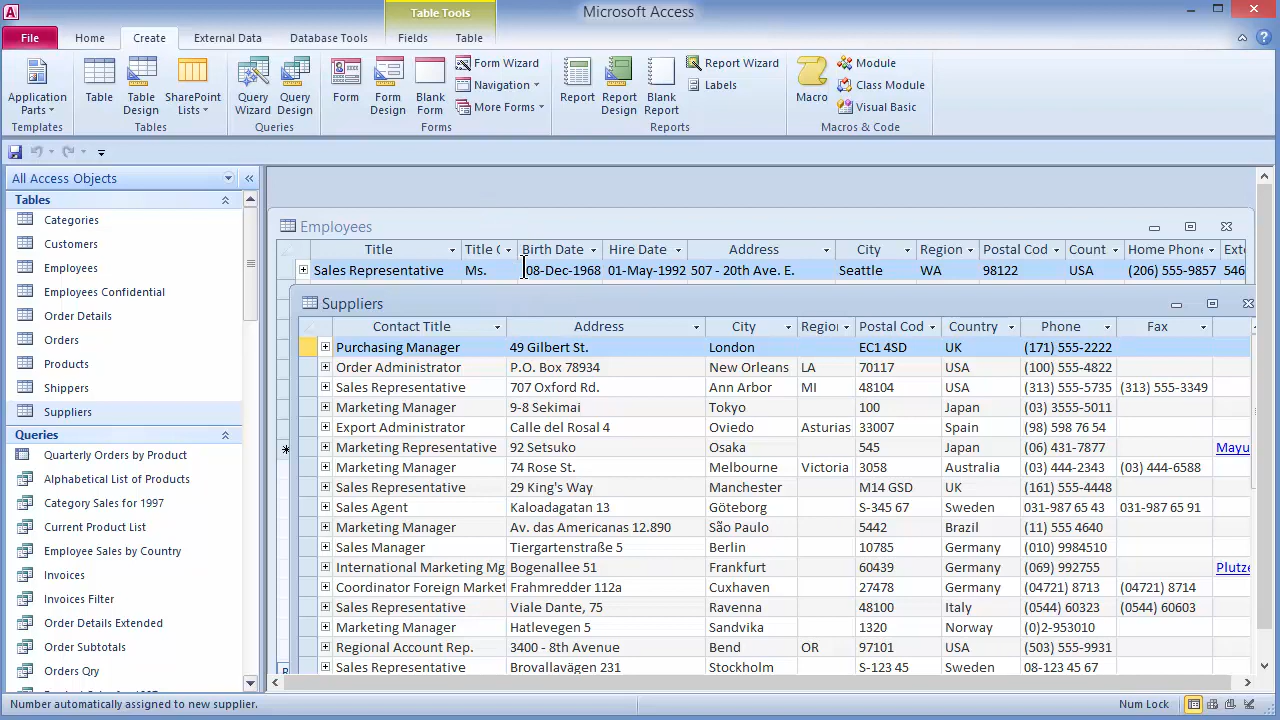 Table Tools
Microsoft Access
File Home Create External Data Database Tools Fields Table
Application Parts Table Table Design SharePoint Lists Query Wizard Query Design Form Form Design Blank Form Form Wizard Navigation More Forms Report Report Design Blank Report Report Wizard Labels Macro Module Class Module Visual Basic
Templates Tables Queries Forms Reports Macros & Code
All Access Objects
Tables
Categories
Customers
Employees
Employees Confidential
Order Details
Orders
Products
Shippers
Suppliers
Queries
Quarterly Orders by Product
Alphabetical List of Products
Category Sales for 1997
Current Product List
Employee Sales by Country
Invoices
Invoices Filter
Order Details Extended
Order Subtotals
Orders Qry
Employees
Title Title C Birth Date Hire Date Address City Region Postal Cod Count Home Phone Exte
Sales Representative Ms. 08-Dec-1968 01-May-1992 507 - 20th Ave. E. Seattle WA 98122 USA (206) 555-9857 546
Suppliers
Contact Title Address City Region Postal Cod Country Phone Fax
Purchasing Manager 49 Gilbert St. London EC1 4SD UK (171) 555-2222
Order Administrator P.O. Box 78934 New Orleans LA 70117 USA (100) 555-4822
Sales Representative 707 Oxford Rd. Ann Arbor MI 48104 USA (313) 555-5735 (313) 555-3349
Marketing Manager 9-8 Sekimai Tokyo 100 Japan (03) 3555-5011
Export Administrator Calle del Rosal 4 Oviedo Asturias 33007 Spain (98) 598 76 54
Marketing Representative 92 Setsuko Osaka 545 Japan (06) 431-7877 Mayu
Marketing Manager 74 Rose St. Melbourne Victoria 3058 Australia (03) 444-2343 (03) 444-6588
Sales Representative 29 King's Way Manchester M14 GSD UK (161) 555-4448
Sales Agent Kaloadagatan 13 Göteborg S-345 67 Sweden 031-987 65 43 031-987 65 91
Marketing Manager Av. das Americanas 12.890 São Paulo 5442 Brazil (11) 555 4640
Sales Manager Tiergartenstraße 5 Berlin 10785 Germany (010) 9984510
International Marketing Mg Bogenallee 51 Frankfurt 60439 Germany (069) 992755 Plutze
Coordinator Foreign Market Frahmredder 112a Cuxhaven 27478 Germany (04721) 8713 (04721) 8714
Sales Representative Viale Dante, 75 Ravenna 48100 Italy (0544) 60323 (0544) 60603
Marketing Manager Hatlevegen 5 Sandvika 1320 Norway (0)2-953010
Regional Account Rep. 3400 - 8th Avenue Bend OR 97101 USA (503) 555-9931
Sales Representative Brovallavägen 231 Stockholm S-123 45 Sweden 08-123 45 67
Number automatically assigned to new supplier.
Num Lock